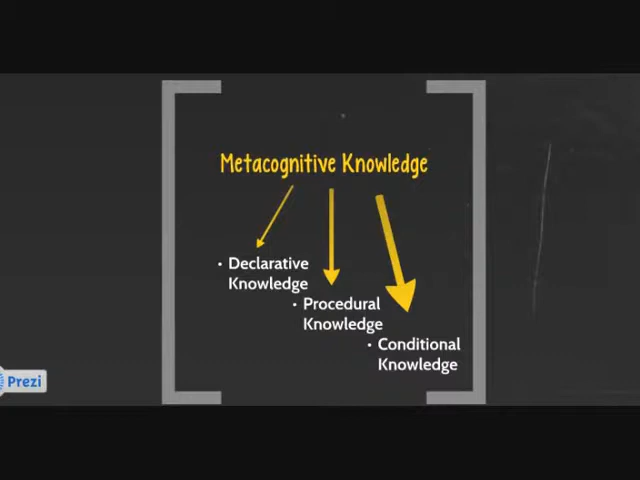 Metacognitive Knowledge
• Declarative
Knowledge
• Procedural
Knowledge
• Conditional
Knowledge
Prezi